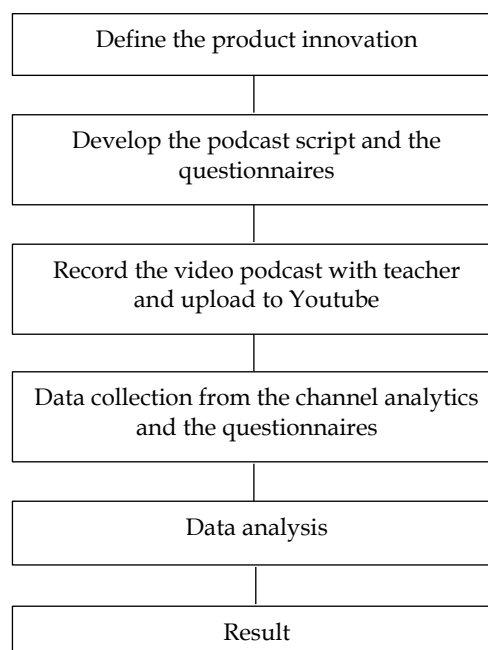 Define the product innovation
Develop the podcast script and the
questionnaires
Record the video podcast with teacher
and upload to Youtube
Data collection from the channel analytics
and the questionnaires
Data analysis
Result